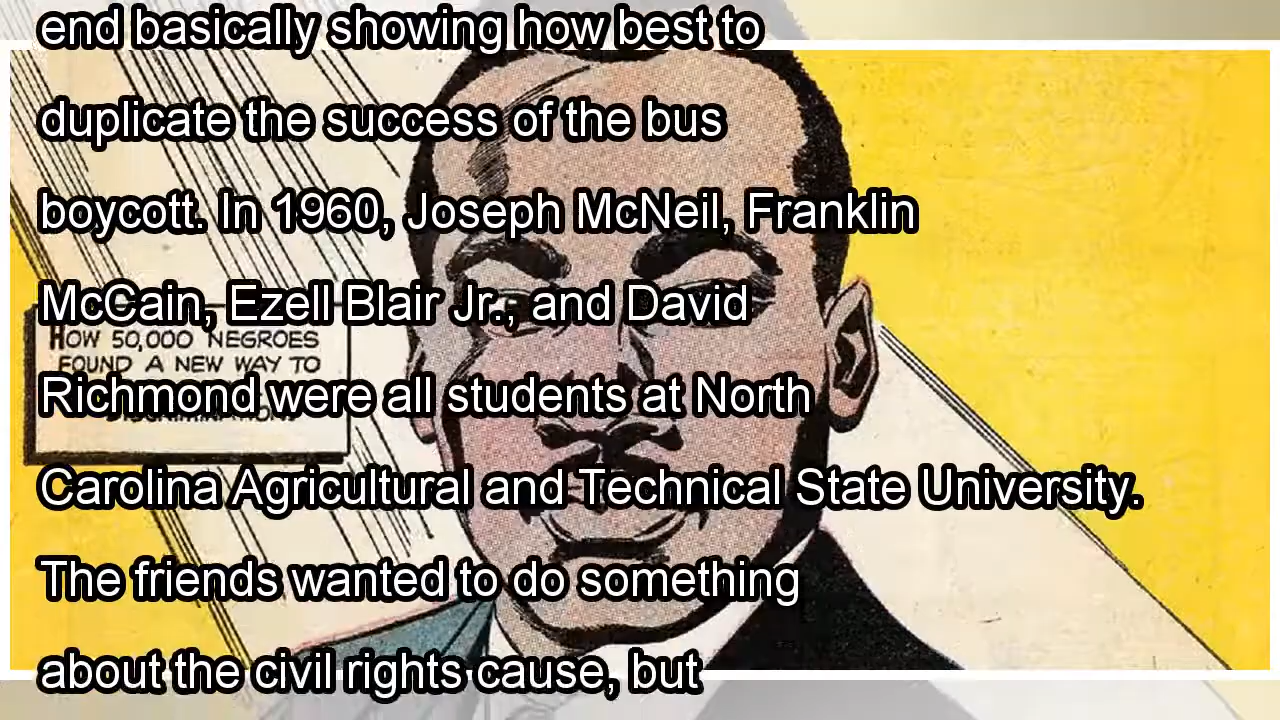 end basically showing how best to
duplicate the success of the bus
boycott. In 1960, Joseph McNeil, Franklin
McCain, Ezell Blair Jr., and David
HOW 50,000 NEGROES
FOUND A NEW WAY TO
Richmond were all students at North
Carolina Agricultural and Technical State University.
The friends wanted to do something
about the civil rights cause, but